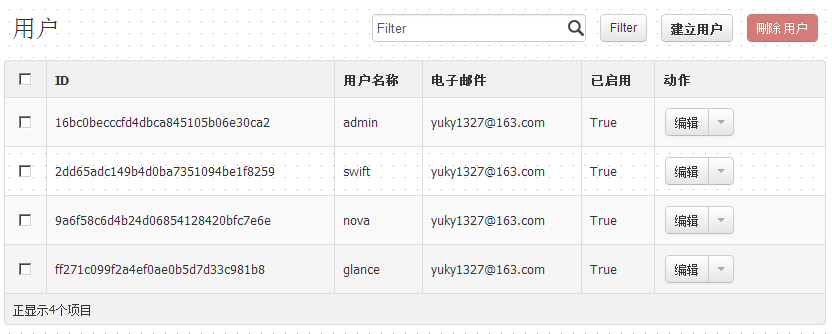 用户 Filter Filter 建立用户 刪除 用户
ID 用户名称 电子邮件 已启用 动作
16bc0becccfd4dbca845105b06e30ca2 admin yuky1327@163.com True 编辑
2dd65adc149b4d0ba7351094be1f8259 swift yuky1327@163.com True 编辑
9a6f58c6d4b24d06854128420bfc7e6e nova yuky1327@163.com True 编辑
ff271c099f2a4ef0ae0b5d7d33c981b8 glance yuky1327@163.com True 编辑
正显示4个项目